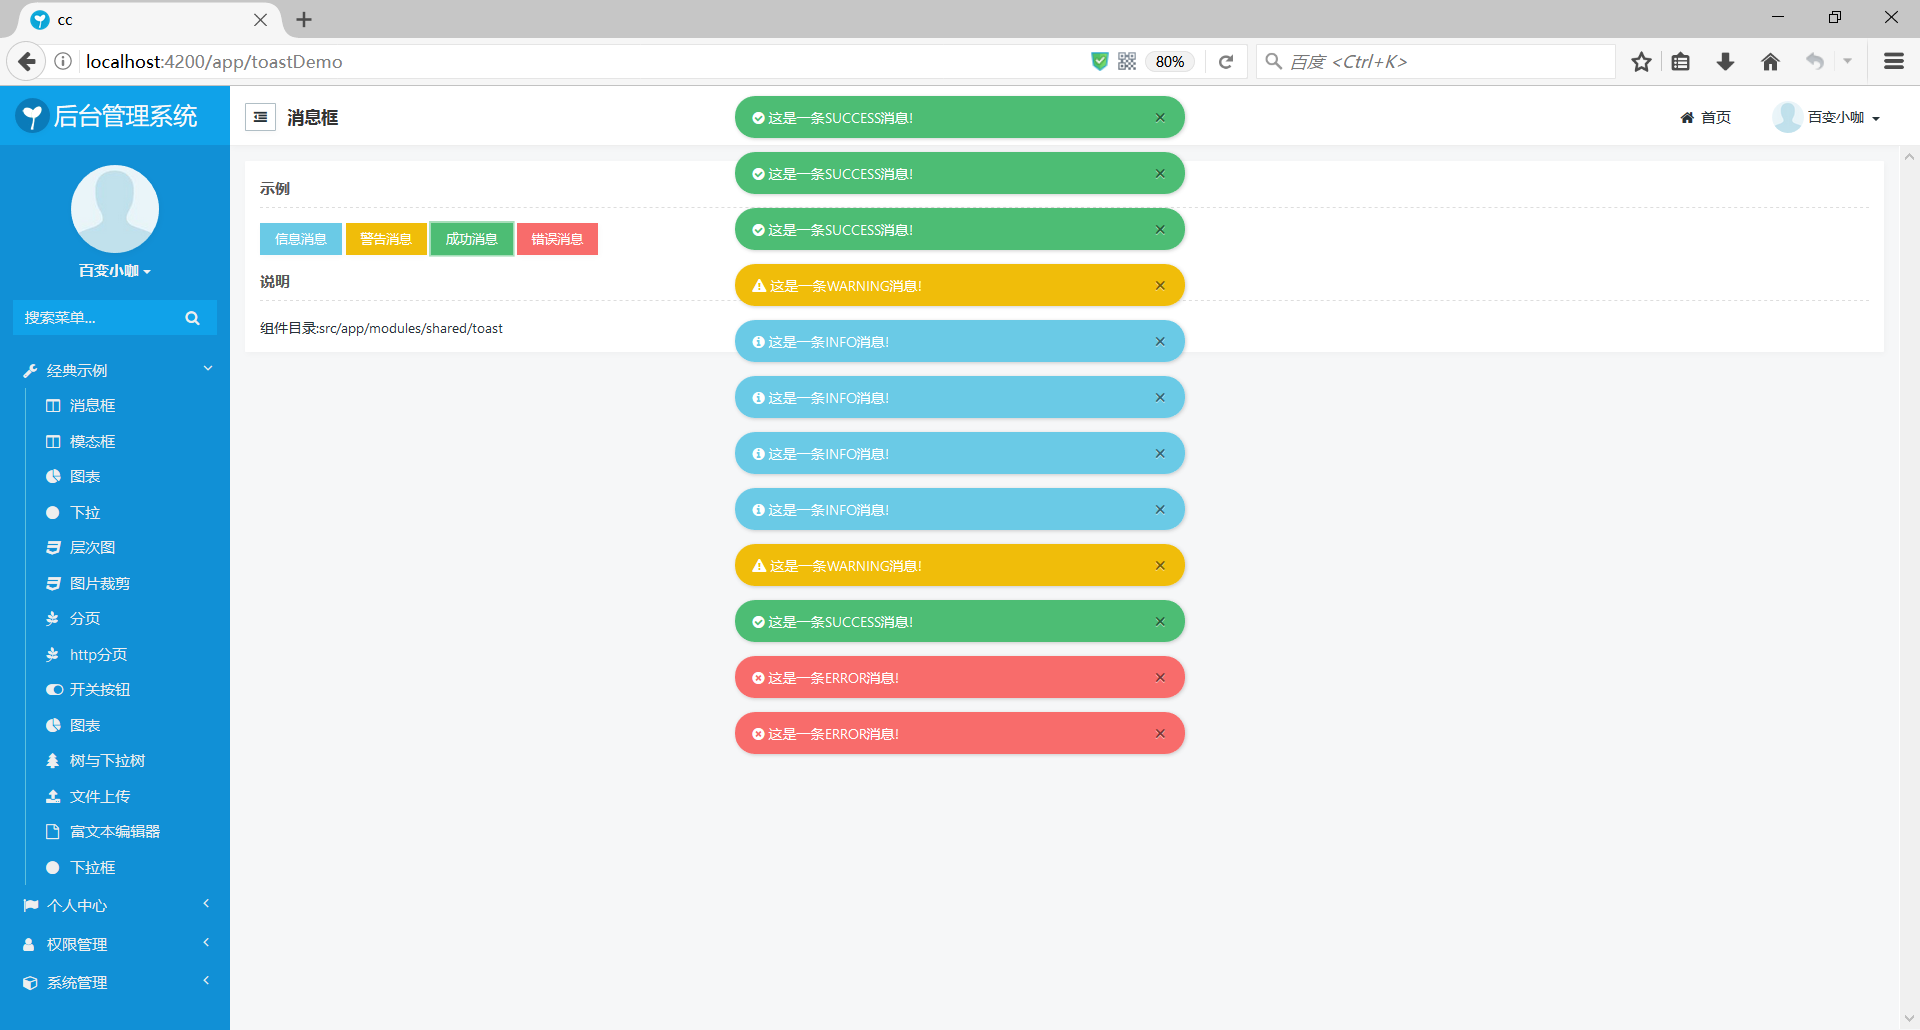 cc
localhost:4200/app/toastDemo
80%
百度 <Ctrl+K>
后台管理系统
消息框
首页
百变小咖
百变小咖
搜索菜单...
经典示例
消息框
模态框
图表
下拉
层次图
图片裁剪
分页
http分页
开关按钮
图表
树与下拉树
文件上传
富文本编辑器
下拉框
个人中心
权限管理
系统管理
示例
信息消息 警告消息 成功消息 错误消息
说明
组件目录:src/app/modules/shared/toast
这是一条SUCCESS消息!
这是一条SUCCESS消息!
这是一条SUCCESS消息!
这是一条WARNING消息!
这是一条INFO消息!
这是一条INFO消息!
这是一条INFO消息!
这是一条INFO消息!
这是一条WARNING消息!
这是一条SUCCESS消息!
这是一条ERROR消息!
这是一条ERROR消息!